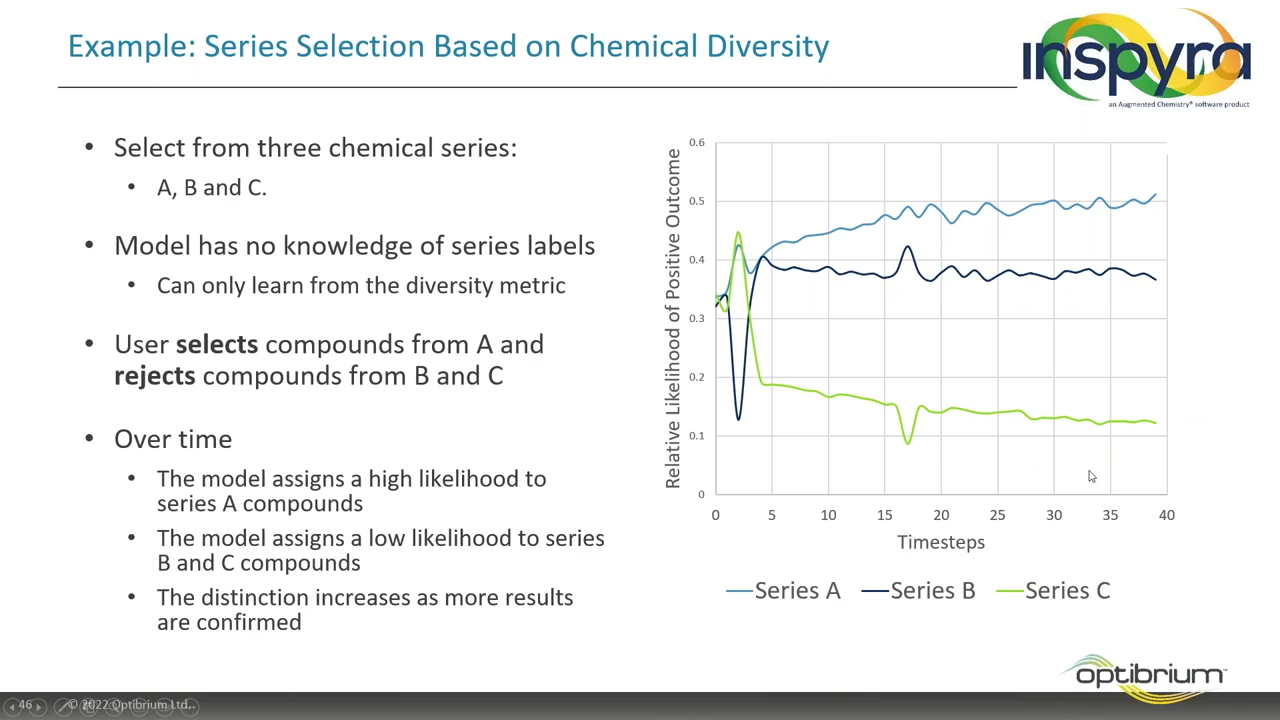 Example: Series Selection Based on Chemical Diversity
inspyra
an Augmented Chemistry® software product
• Select from three chemical series:
• A, B and C.
• Model has no knowledge of series labels
• Can only learn from the diversity metric
• User selects compounds from A and
rejects compounds from B and C
• Over time
• The model assigns a high likelihood to
series A compounds
• The model assigns a low likelihood to series
B and C compounds
• The distinction increases as more results
are confirmed
Relative Likelihood of Positive Outcome
0.6
0.5
0.4
0.3
0.2
0.1
0
0 5 10 15 20 25 30 35 40
Timesteps
Series A Series B Series C
optibrium™
46 © 2022 Optibrium Ltd.